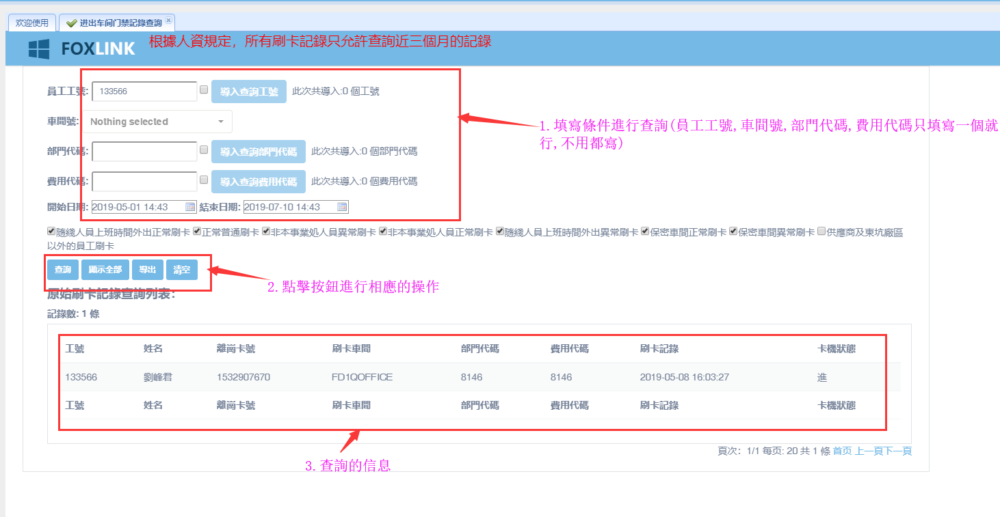 欢迎使用 进出车间门禁記錄查詢
FOXLINK 根據人資規定，所有刷卡記錄只允許查詢近三個月的記錄
員工工號: 133566 導入查詢工號 此次共導入:0 個工號
車間號: Nothing selected
1.填寫條件進行查詢(員工工號,車間號,部門代碼,費用代碼只填寫一個就
行,不用都寫)
部門代碼: 導入查詢部門代碼 此次共導入:0 個部門代碼
費用代碼: 導入查詢費用代碼 此次共導入:0 個費用代碼
開始日期: 2019-05-01 14:43 結束日期: 2019-07-10 14:43
隨綫人員上班時間外出正常刷卡 正常普通刷卡 非本事業処人員異常刷卡 非本事業処人員正常刷卡 隨綫人員上班時間外出異常刷卡 保密車間正常刷卡 保密車間異常刷卡 供應商及東坑廠區
以外的員工刷卡
查詢 顯示全部 導出 清空
2.點擊按鈕進行相應的操作
原始刷卡記錄查詢列表:
記錄數: 1 條
工號 姓名 離崗卡號 刷卡車間 部門代碼 費用代碼 刷卡記錄 卡機狀態
133566 劉峰君 1532907670 FD1QOFFICE 8146 8146 2019-05-08 16:03:27 進
工號 姓名 離崗卡號 刷卡車間 部門代碼 費用代碼 刷卡記錄 卡機狀態
頁次：1/1 每页: 20 共 1 條 首页 上一頁下一頁
3.查詢的信息